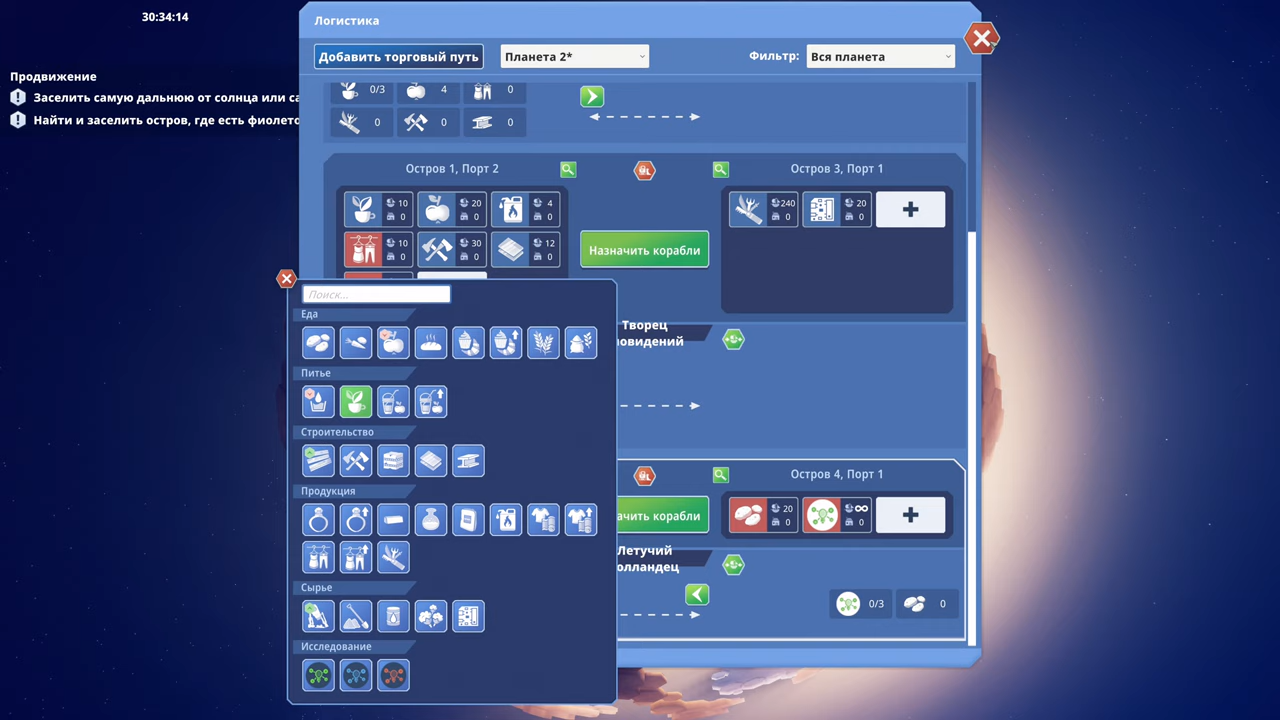 30:34:14
Логистика
Добавить торговый путь
Планета 2*
Фильтр:
Вся планета
Продвижение
Заселить самую дальнюю от солнца или са
Найти и заселить остров, где есть фиолето
0/3
4
0
0
0
0
Остров 1, Порт 2
Остров 3, Порт 1
10
0
20
0
4
0
240
0
20
0
+
10
0
30
0
12
0
Назначить корабли
Поиск...
Еда
Творец
новидений
Питье
Строительство
Остров 4, Порт 1
Продукция
ачить корабли
20
0
∞
0
+
Летучий
олландец
Сырье
0/3
0
Исследование